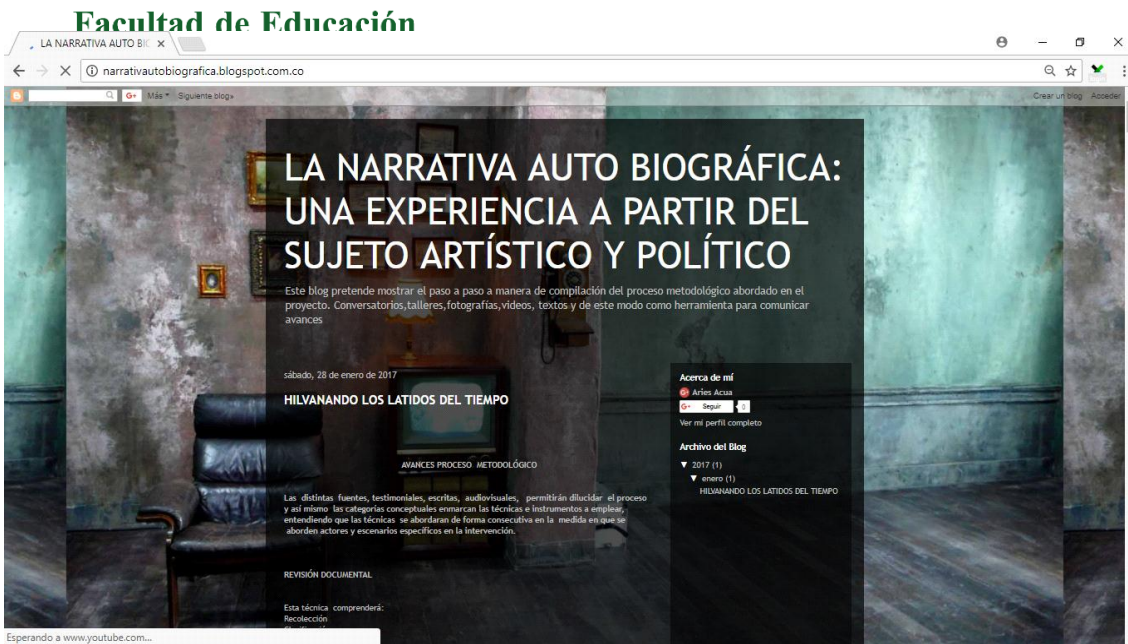 Facultad de Educación
LA NARRATIVA AUTO BIO
narrativautobiografica.blogspot.com.co
G+ Más Siguiente blog»
Crear un blog Acceder
LA NARRATIVA AUTO BIOGRÁFICA:
UNA EXPERIENCIA A PARTIR DEL
SUJETO ARTÍSTICO Y POLÍTICO
Este blog pretende mostrar el paso a paso a manera de compilación del proceso metodológico abordado en el
proyecto. Conversatorios,talleres,fotografías,videos, textos y de este modo como herramienta para comunicar
avances
sábado, 28 de enero de 2017
HILVANANDO LOS LATIDOS DEL TIEMPO
AVANCES PROCESO METODOLÓGICO
Las distintas fuentes, testimoniales, escritas, audiovisuales, permitirán dilucidar el proceso
y así mismo las categorías conceptuales enmarcan las técnicas e instrumentos a emplear,
entendiendo que las técnicas se abordaran de forma consecutiva en la medida en que se
aborden actores y escenarios específicos en la intervención.
REVISIÓN DOCUMENTAL
Esta técnica comprenderá:
Recolección
Acerca de mí
G+ Aries Acua
G+ Seguir 0
Ver mi perfil completo
Archivo del Blog
▼ 2017 (1)
▼ enero (1)
HILVANANDO LOS LATIDOS DEL TIEMPO
Esperando a www.youtube.com...